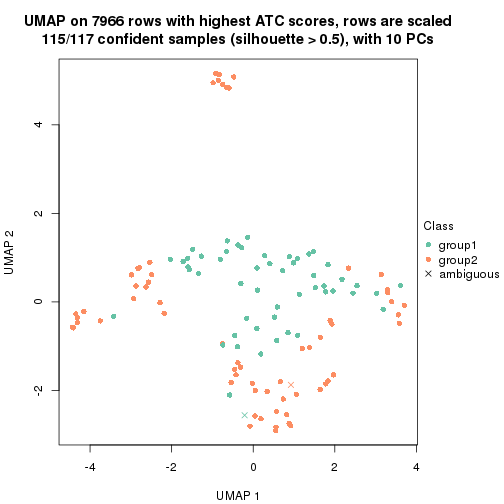 UMAP on 7966 rows with highest ATC scores, rows are scaled
115/117 confident samples (silhouette > 0.5), with 10 PCs
4
2
0
-2
UMAP 2
-4
-2
0
2
4
UMAP 1
Class
group1
group2
ambiguous